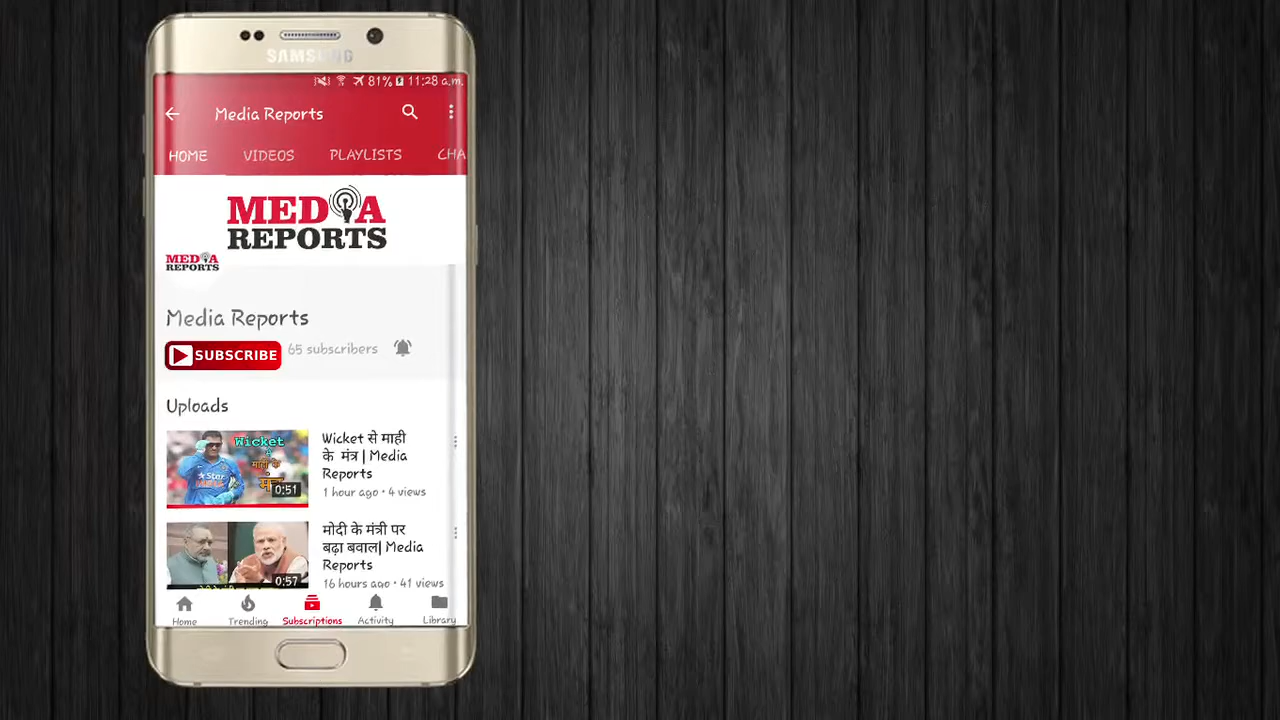 SAMSUNG
81% 11:28 a.m.
Media Reports
HOME VIDEOS PLAYLISTS CHA
MEDIA
REPORTS
MEDIA
REPORTS
Media Reports
SUBSCRIBE 65 subscribers
Uploads
Wicket
से
माही के
मंत्र
0:51
Wicket से माही
के मंत्र | Media
Reports
1 hour ago • 4 views
0:57
मोदी के मंत्री पर
बढ़ा बवाल| Media
Reports
16 hours ago • 41 views
Home Trending Subscriptions Activity Library